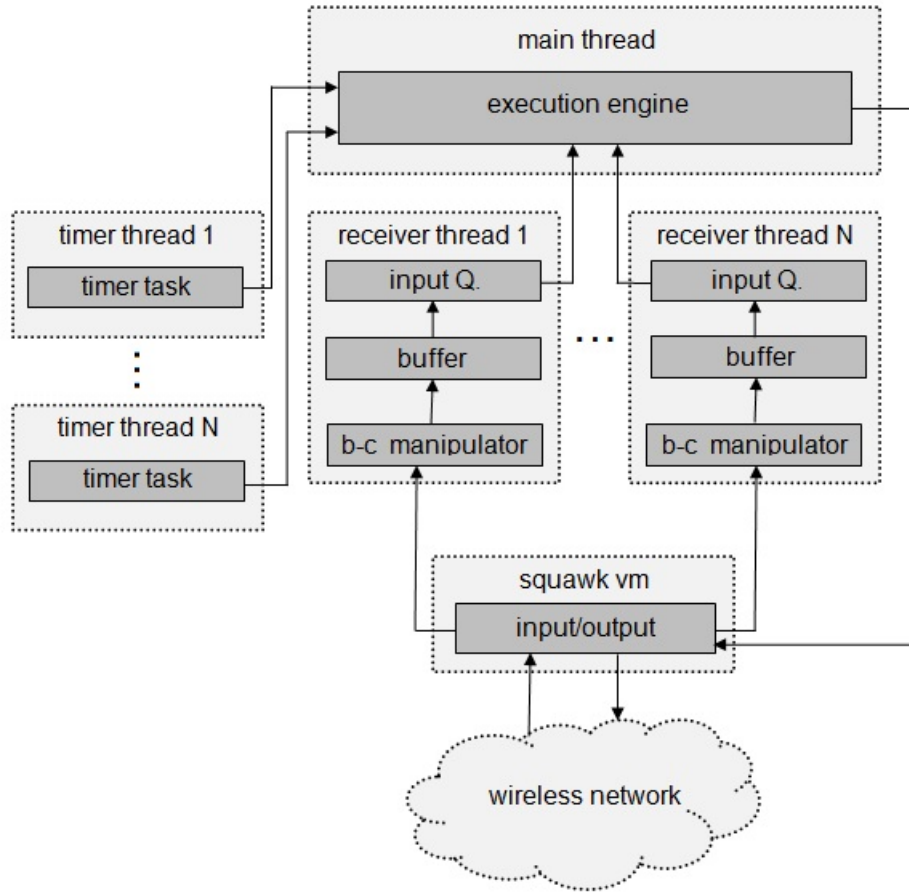 main thread
execution engine
timer thread 1
timer task
timer thread N
timer task
receiver thread 1
input Q.
buffer
b-c manipulator
receiver thread N
input Q.
buffer
b-c manipulator
squawk vm
input/output
wireless network